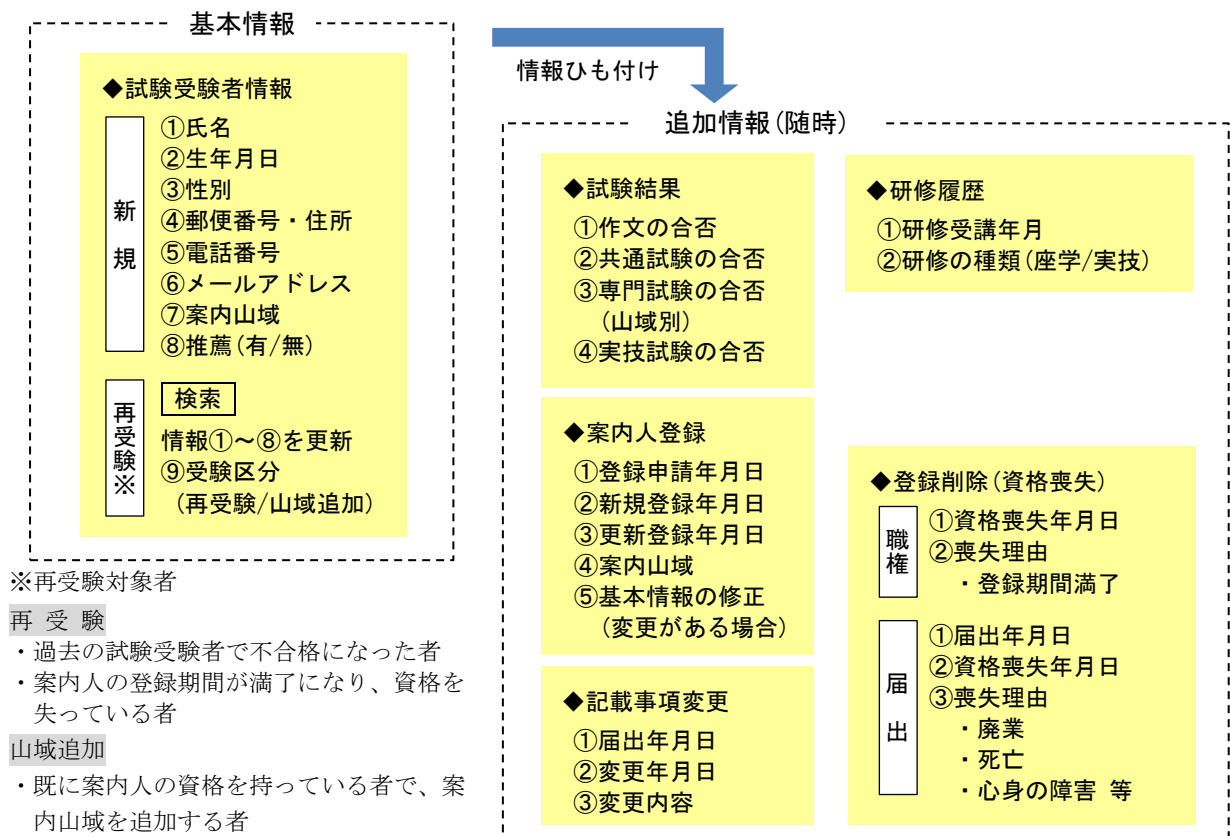 基本情報
◆試験受験者情報
新規
①氏名
②生年月日
③性別
④郵便番号・住所
⑤電話番号
⑥メールアドレス
⑦案内山域
⑧推薦(有/無)
再受験※
検索
情報①～⑧を更新
⑨受験区分
(再受験/山域追加)
※再受験対象者
再 受 験
・過去の試験受験者で不合格になった者
・案内人の登録期間が満了になり、資格を
失っている者
山域追加
・既に案内人の資格を持っている者で、案
内山域を追加する者
情報ひも付け
追加情報(随時)
◆試験結果
①作文の合否
②共通試験の合否
③専門試験の合否
(山域別)
④実技試験の合否
◆研修履歴
①研修受講年月
②研修の種類(座学/実技)
◆案内人登録
①登録申請年月日
②新規登録年月日
③更新登録年月日
④案内山域
⑤基本情報の修正
(変更がある場合)
◆登録削除(資格喪失)
職権
①資格喪失年月日
②喪失理由
・登録期間満了
届出
①届出年月日
②資格喪失年月日
③喪失理由
・廃業
・死亡
・心身の障害 等
◆記載事項変更
①届出年月日
②変更年月日
③変更内容